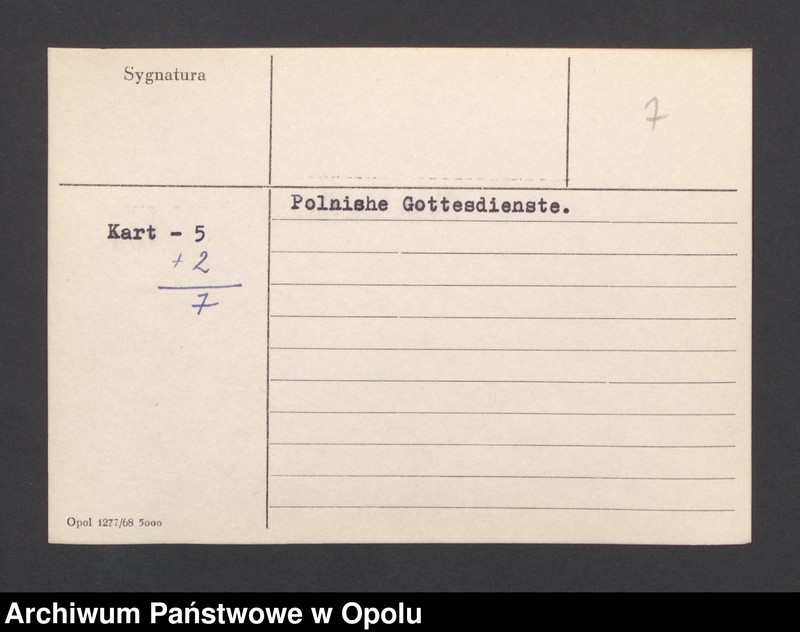 Sygnatura
7
Polnishe Gottesdienste.
Kart - 5
+ 2
7
Opol 1277/68 5000
Archiwum Państwowe w Opolu